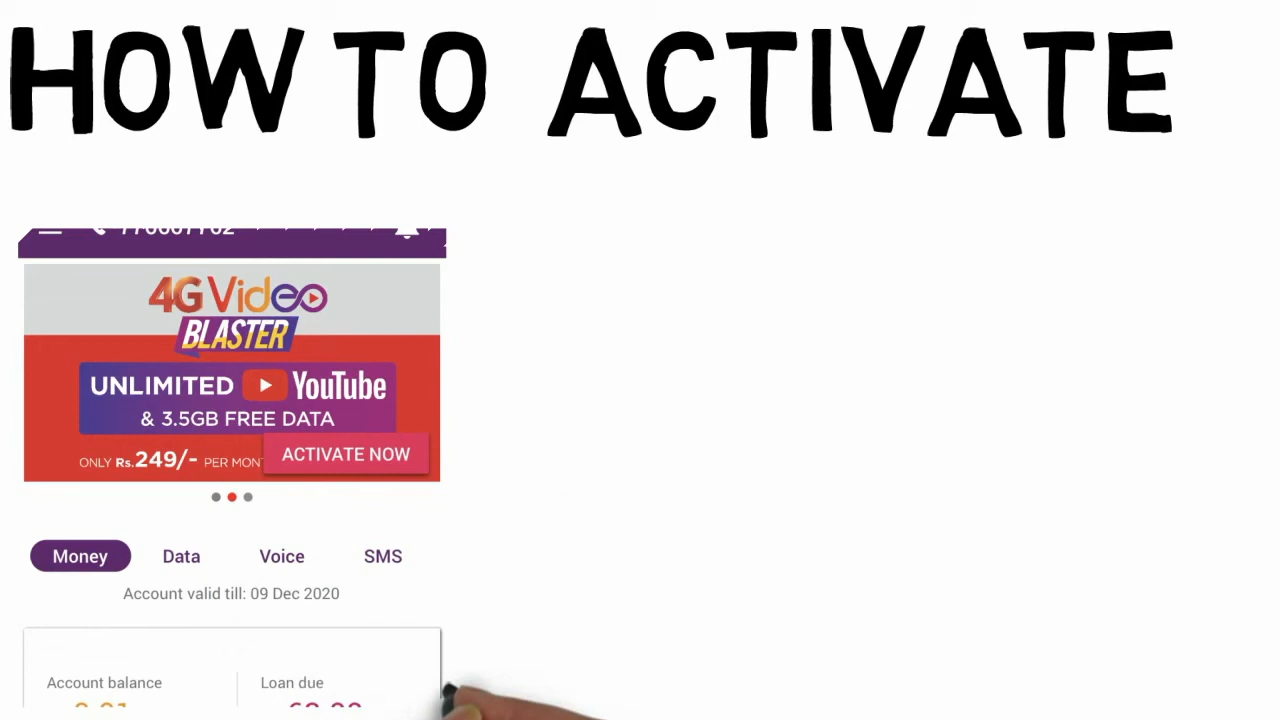 HOW TO ACTIVATE
4G Video
BLASTER
UNLIMITED YouTube
& 3.5GB FREE DATA
ONLY Rs.249/- PER
ACTIVATE NOW
Money Data Voice SMS
Account valid till: 09 Dec 2020
Account balance Loan due